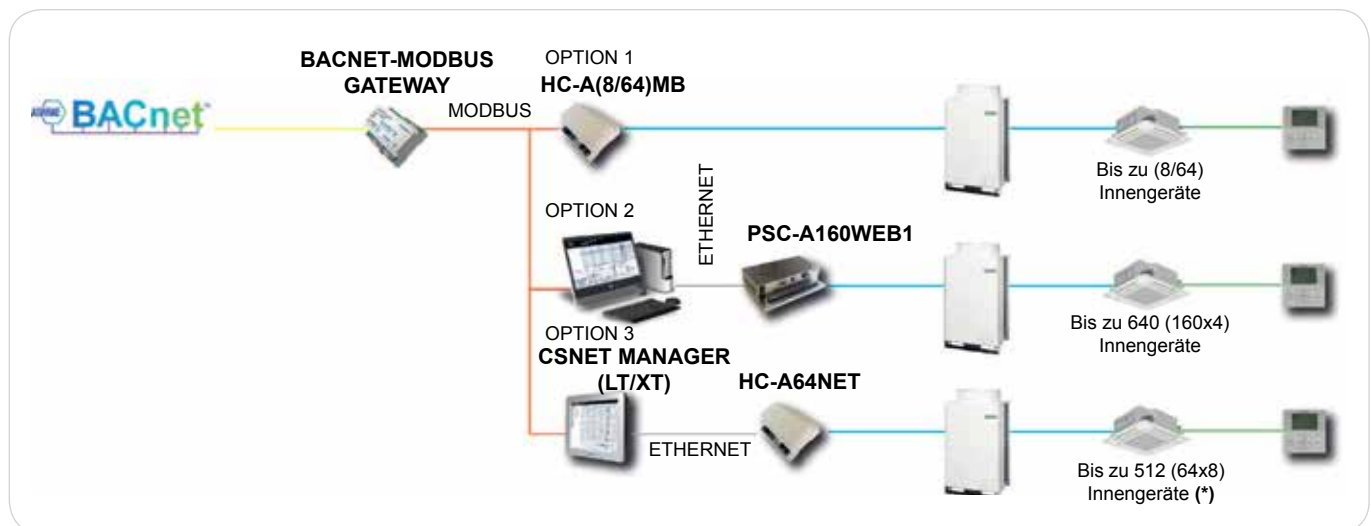 BACNET-MODBUS
GATEWAY
OPTION 1
HC-A(8/64)MB
BACnet™
MODBUS
Bis zu (8/64)
Innengeräte
OPTION 2
ETHERNET
PSC-A160WEB1
Bis zu 640 (160x4)
Innengeräte
OPTION 3
CSNET MANAGER
(LT/XT)
HC-A64NET
ETHERNET
Bis zu 512 (64x8)
Innengeräte (*)